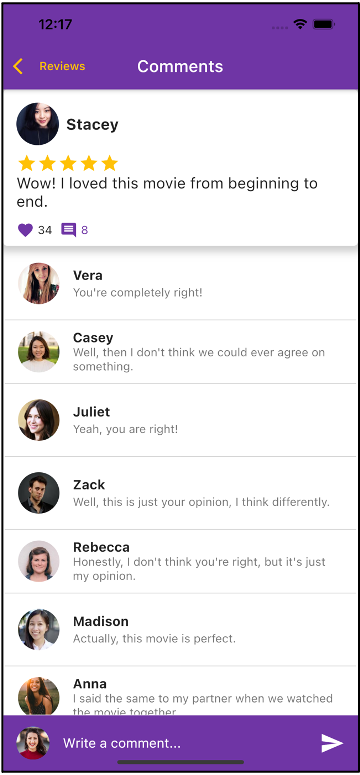 12:17
Reviews
Comments
Stacey
Wow! I loved this movie from beginning to
end.
34
8
Vera
You're completely right!
Casey
Well, then I don't think we could ever agree on
something.
Juliet
Yeah, you are right!
Zack
Well, this is just your opinion, I think differently.
Rebecca
Honestly, I don't think you're right, but it's just
my opinion.
Madison
Actually, this movie is perfect.
Anna
I said the same to my partner when we watched
the movie together
Write a comment...